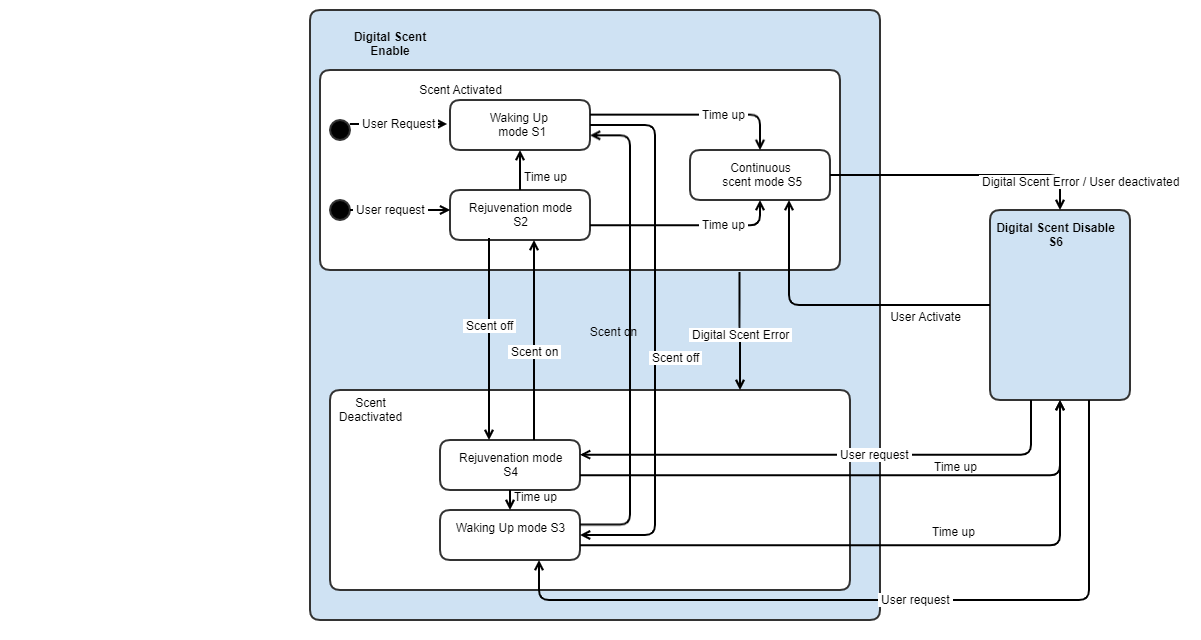 Digital Scent
Enable
Scent Activated
User Request
Waking Up
mode S1
Time up
Time up
Continuous
scent mode S5
User request
Rejuvenation mode
S2
Time up
Digital Scent Error / User deactivated
Digital Scent Disable
S6
User Activate
Scent off
Scent on
Scent on
Scent off
Digital Scent Error
Scent
Deactivated
Rejuvenation mode
S4
User request
Time up
Time up
Waking Up mode S3
Time up
User request